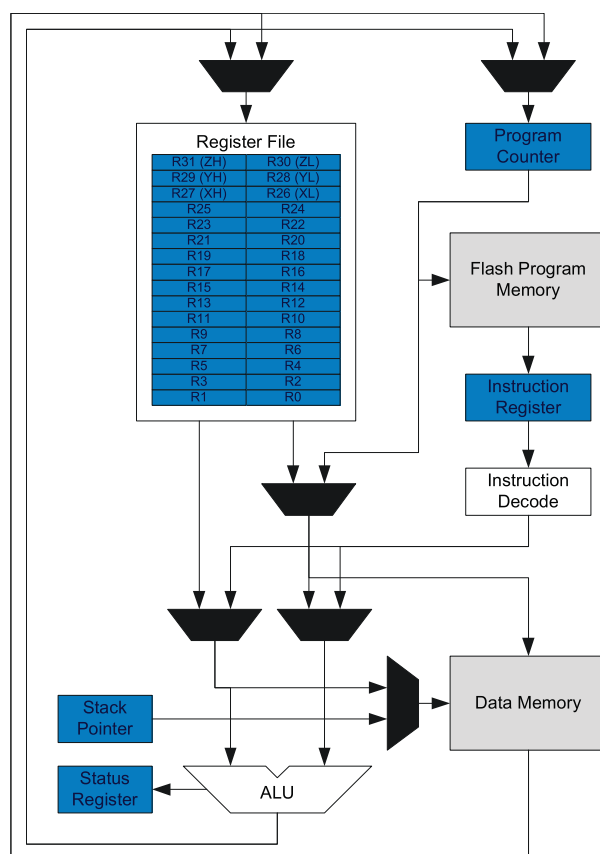 Register File
R31 (ZH) R30 (ZL)
R29 (YH) R28 (YL)
R27 (XH) R26 (XL)
R25 R24
R23 R22
R21 R20
R19 R18
R17 R16
R15 R14
R13 R12
R11 R10
R9 R8
R7 R6
R5 R4
R3 R2
R1 R0
Program
Counter
Flash Program
Memory
Instruction
Register
Instruction
Decode
Stack
Pointer
Data Memory
Status
Register
ALU